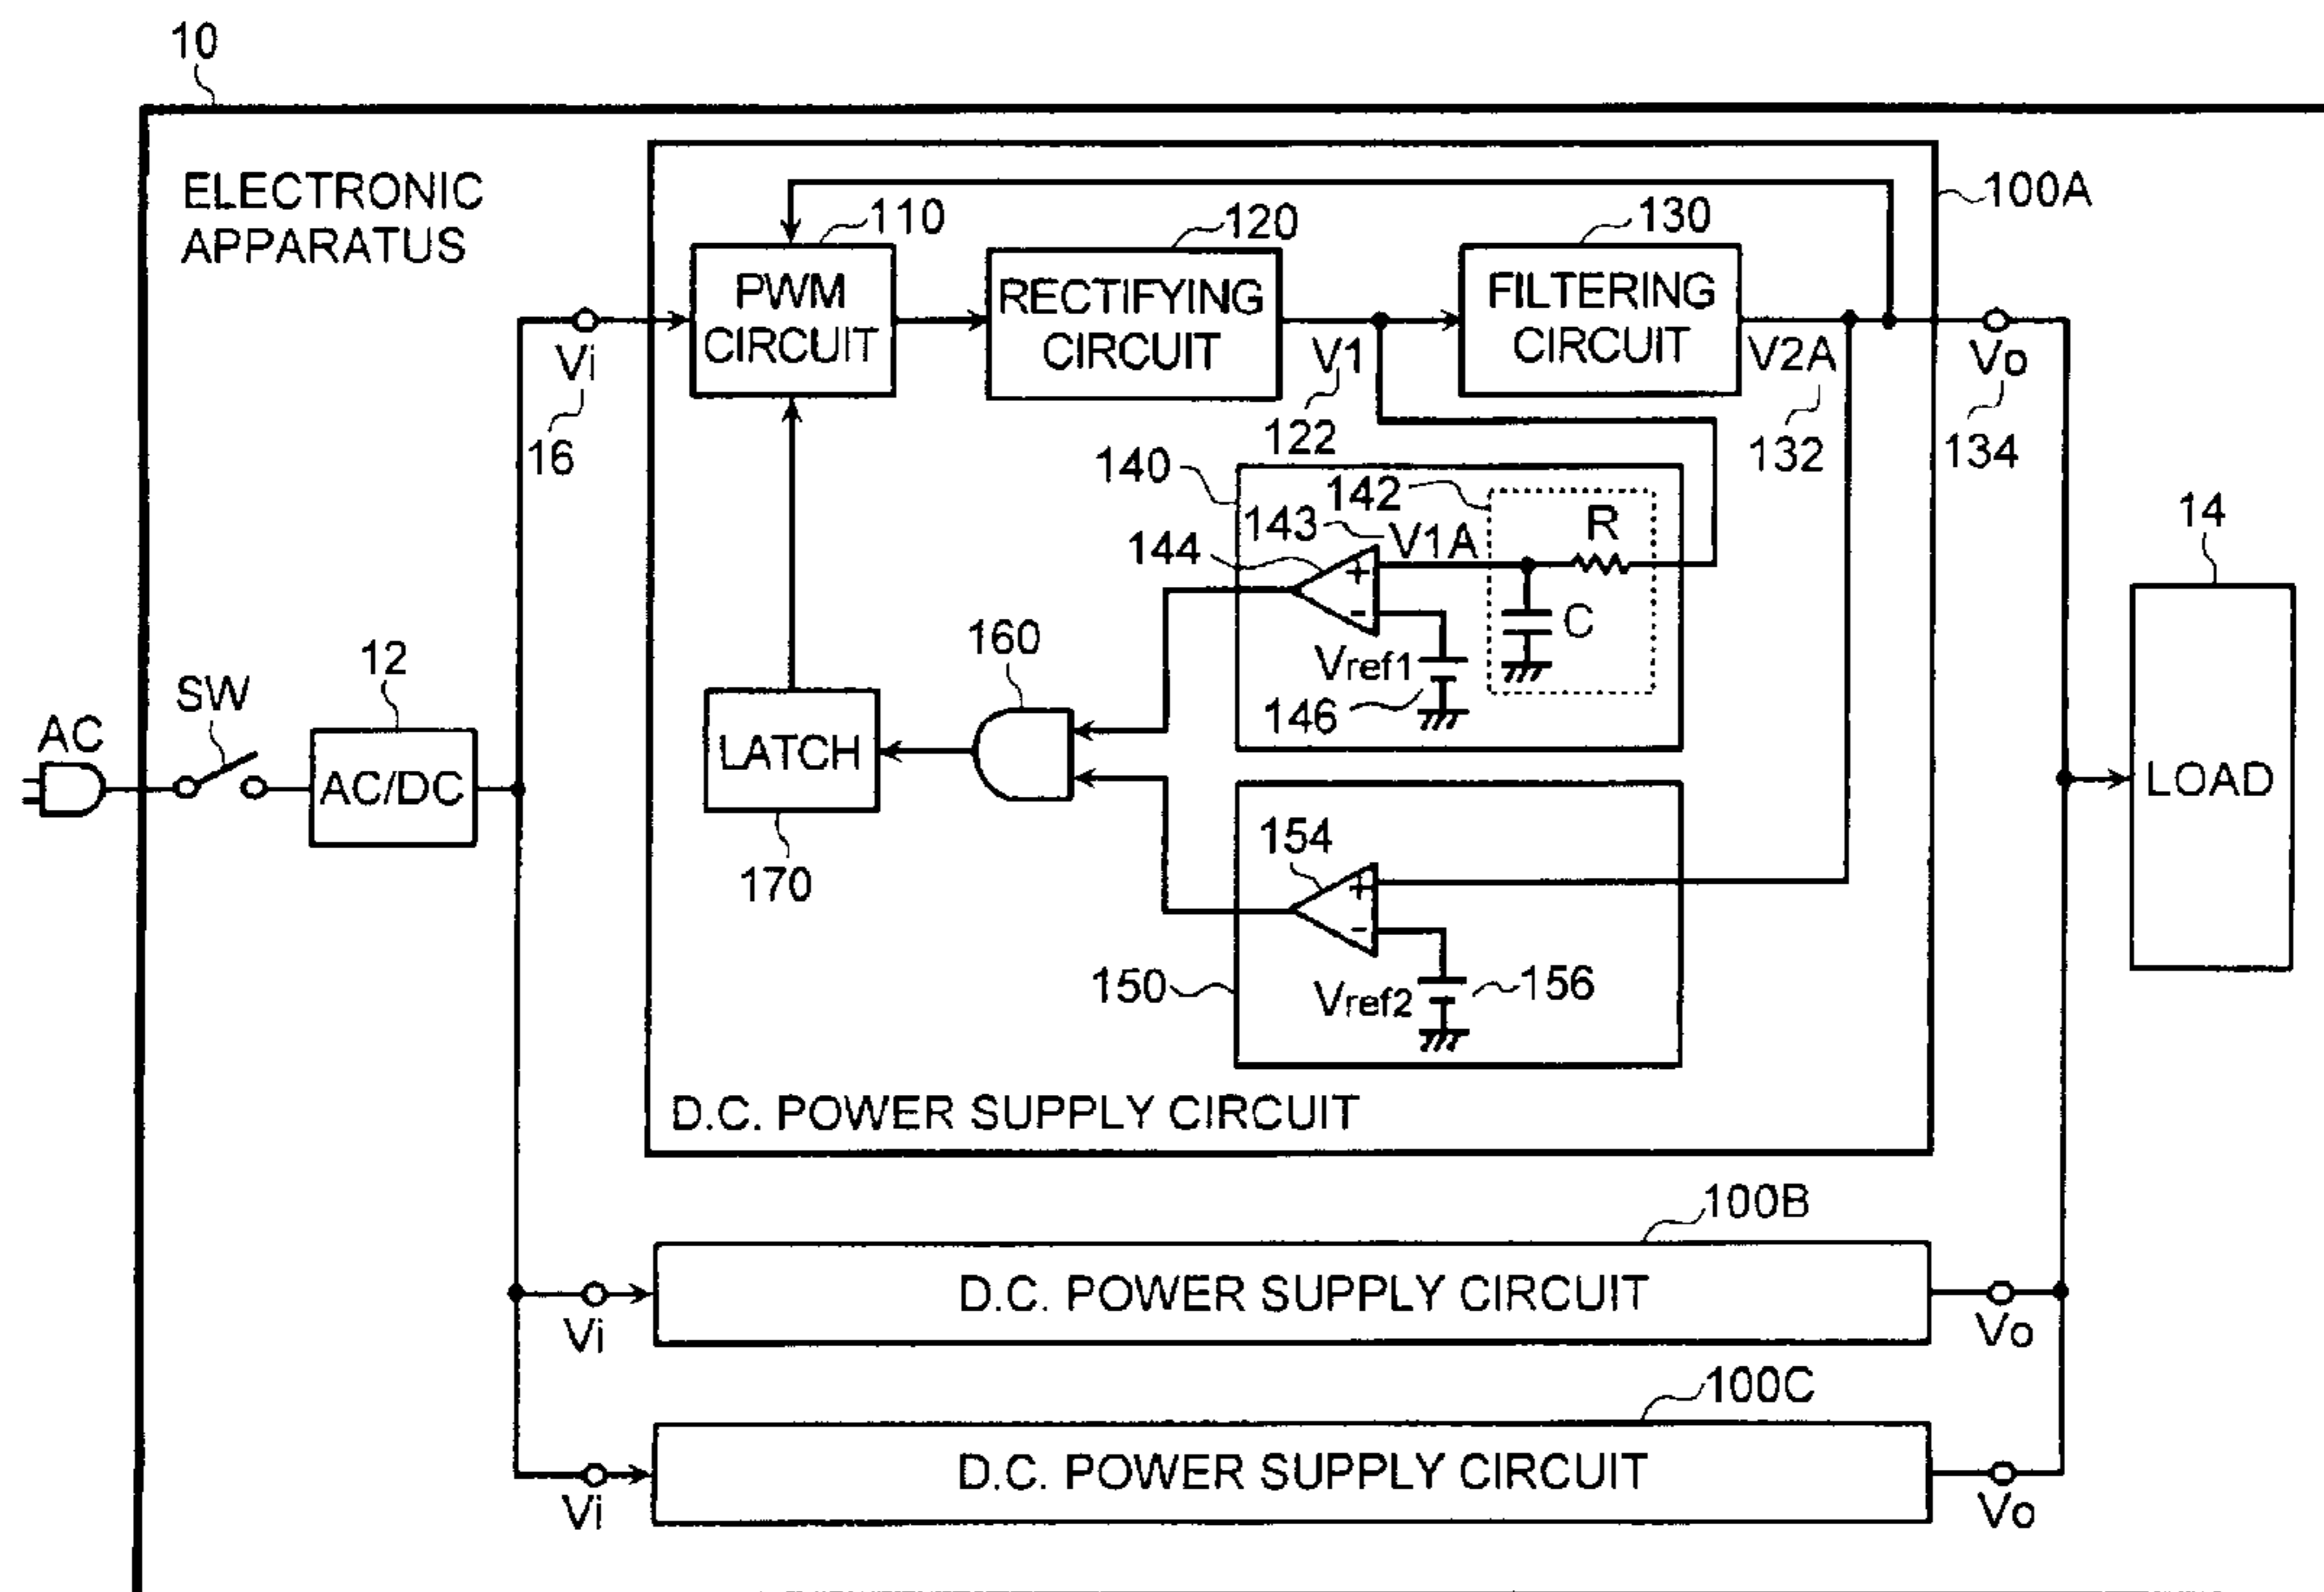 10
ELECTRONIC
APPARATUS
100A
110
120
130
PWM
CIRCUIT
RECTIFYING
CIRCUIT
FILTERING
CIRCUIT
Vi
16
V1
122
V2A
132
Vo
134
140
142
143
V1A
R
144
C
Vref1
146
14
LOAD
160
12
SW
AC
AC/DC
LATCH
170
154
+
-
+
-
150
Vref2
156
D.C. POWER SUPPLY CIRCUIT
100B
D.C. POWER SUPPLY CIRCUIT
Vi
Vo
100C
D.C. POWER SUPPLY CIRCUIT
Vi
Vo